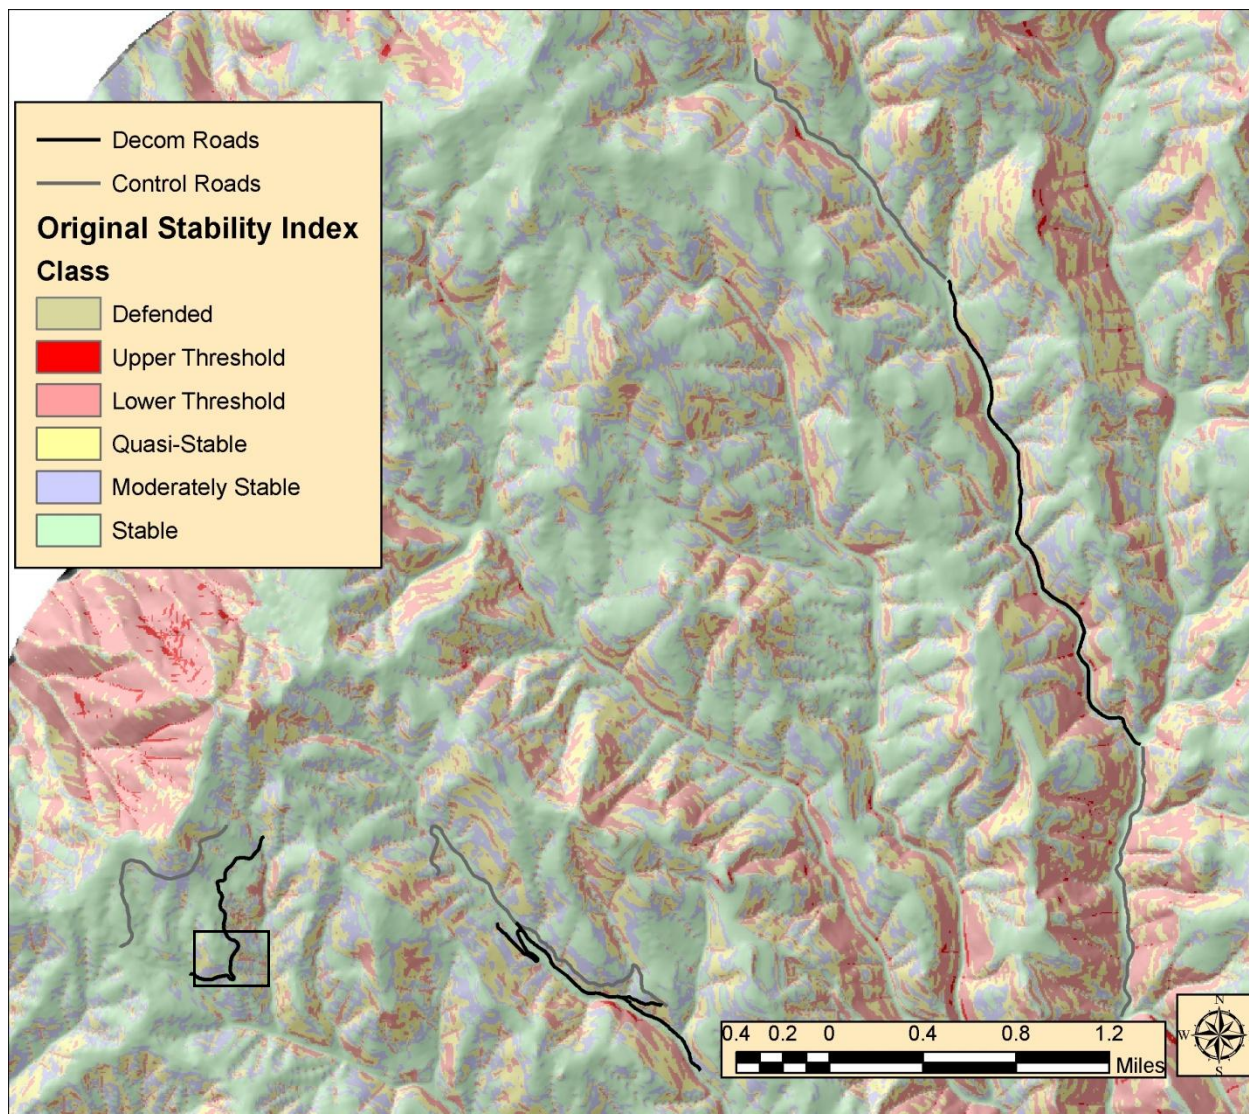 Decom Roads
Control Roads
Original Stability Index
Class
Defended
Upper Threshold
Lower Threshold
Quasi-Stable
Moderately Stable
Stable
0.4 0.2 0 0.4 0.8 1.2
Miles
N
W E
S